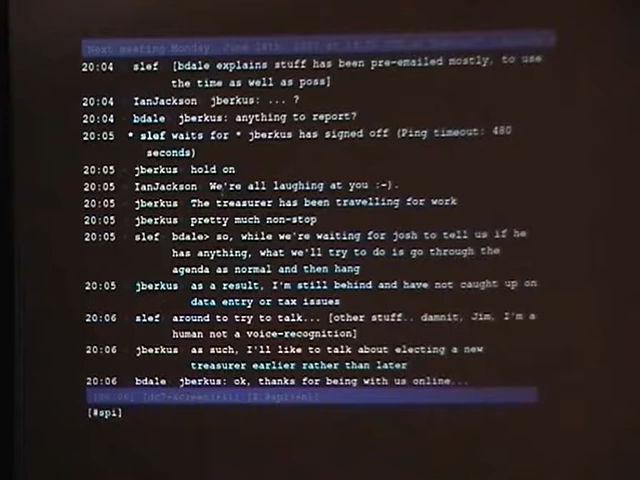 Next meeting Monday, June
20:04 slef [bdale explains stuff has been pre-emailed mostly, to use
the time as well as poss]
20:04 IanJackson jberkus: ... ?
20:04 bdale jberkus: anything to report?
20:05 * slef waits for * jberkus has signed off (Ping timeout: 480
seconds)
20:05 jberkus hold on
20:05 IanJackson We're all laughing at you :-).
20:05 jberkus The treasurer has been travelling for work
20:05 jberkus pretty much non-stop
20:05 slef bdale> so, while we're waiting for josh to tell us if he
has anything, what we'll try to do is go through the
agenda as normal and then hang
20:05 jberkus as a result, I'm still behind and have not caught up on
data entry or tax issues
20:06 slef around to try to talk... [other stuff.. damnit, Jim, I'm a
human not a voice-recognition]
20:06 jberkus as such, I'll like to talk about electing a new
treasurer earlier rather than later
20:06 bdale jberkus: ok, thanks for being with us online...
[#spi]